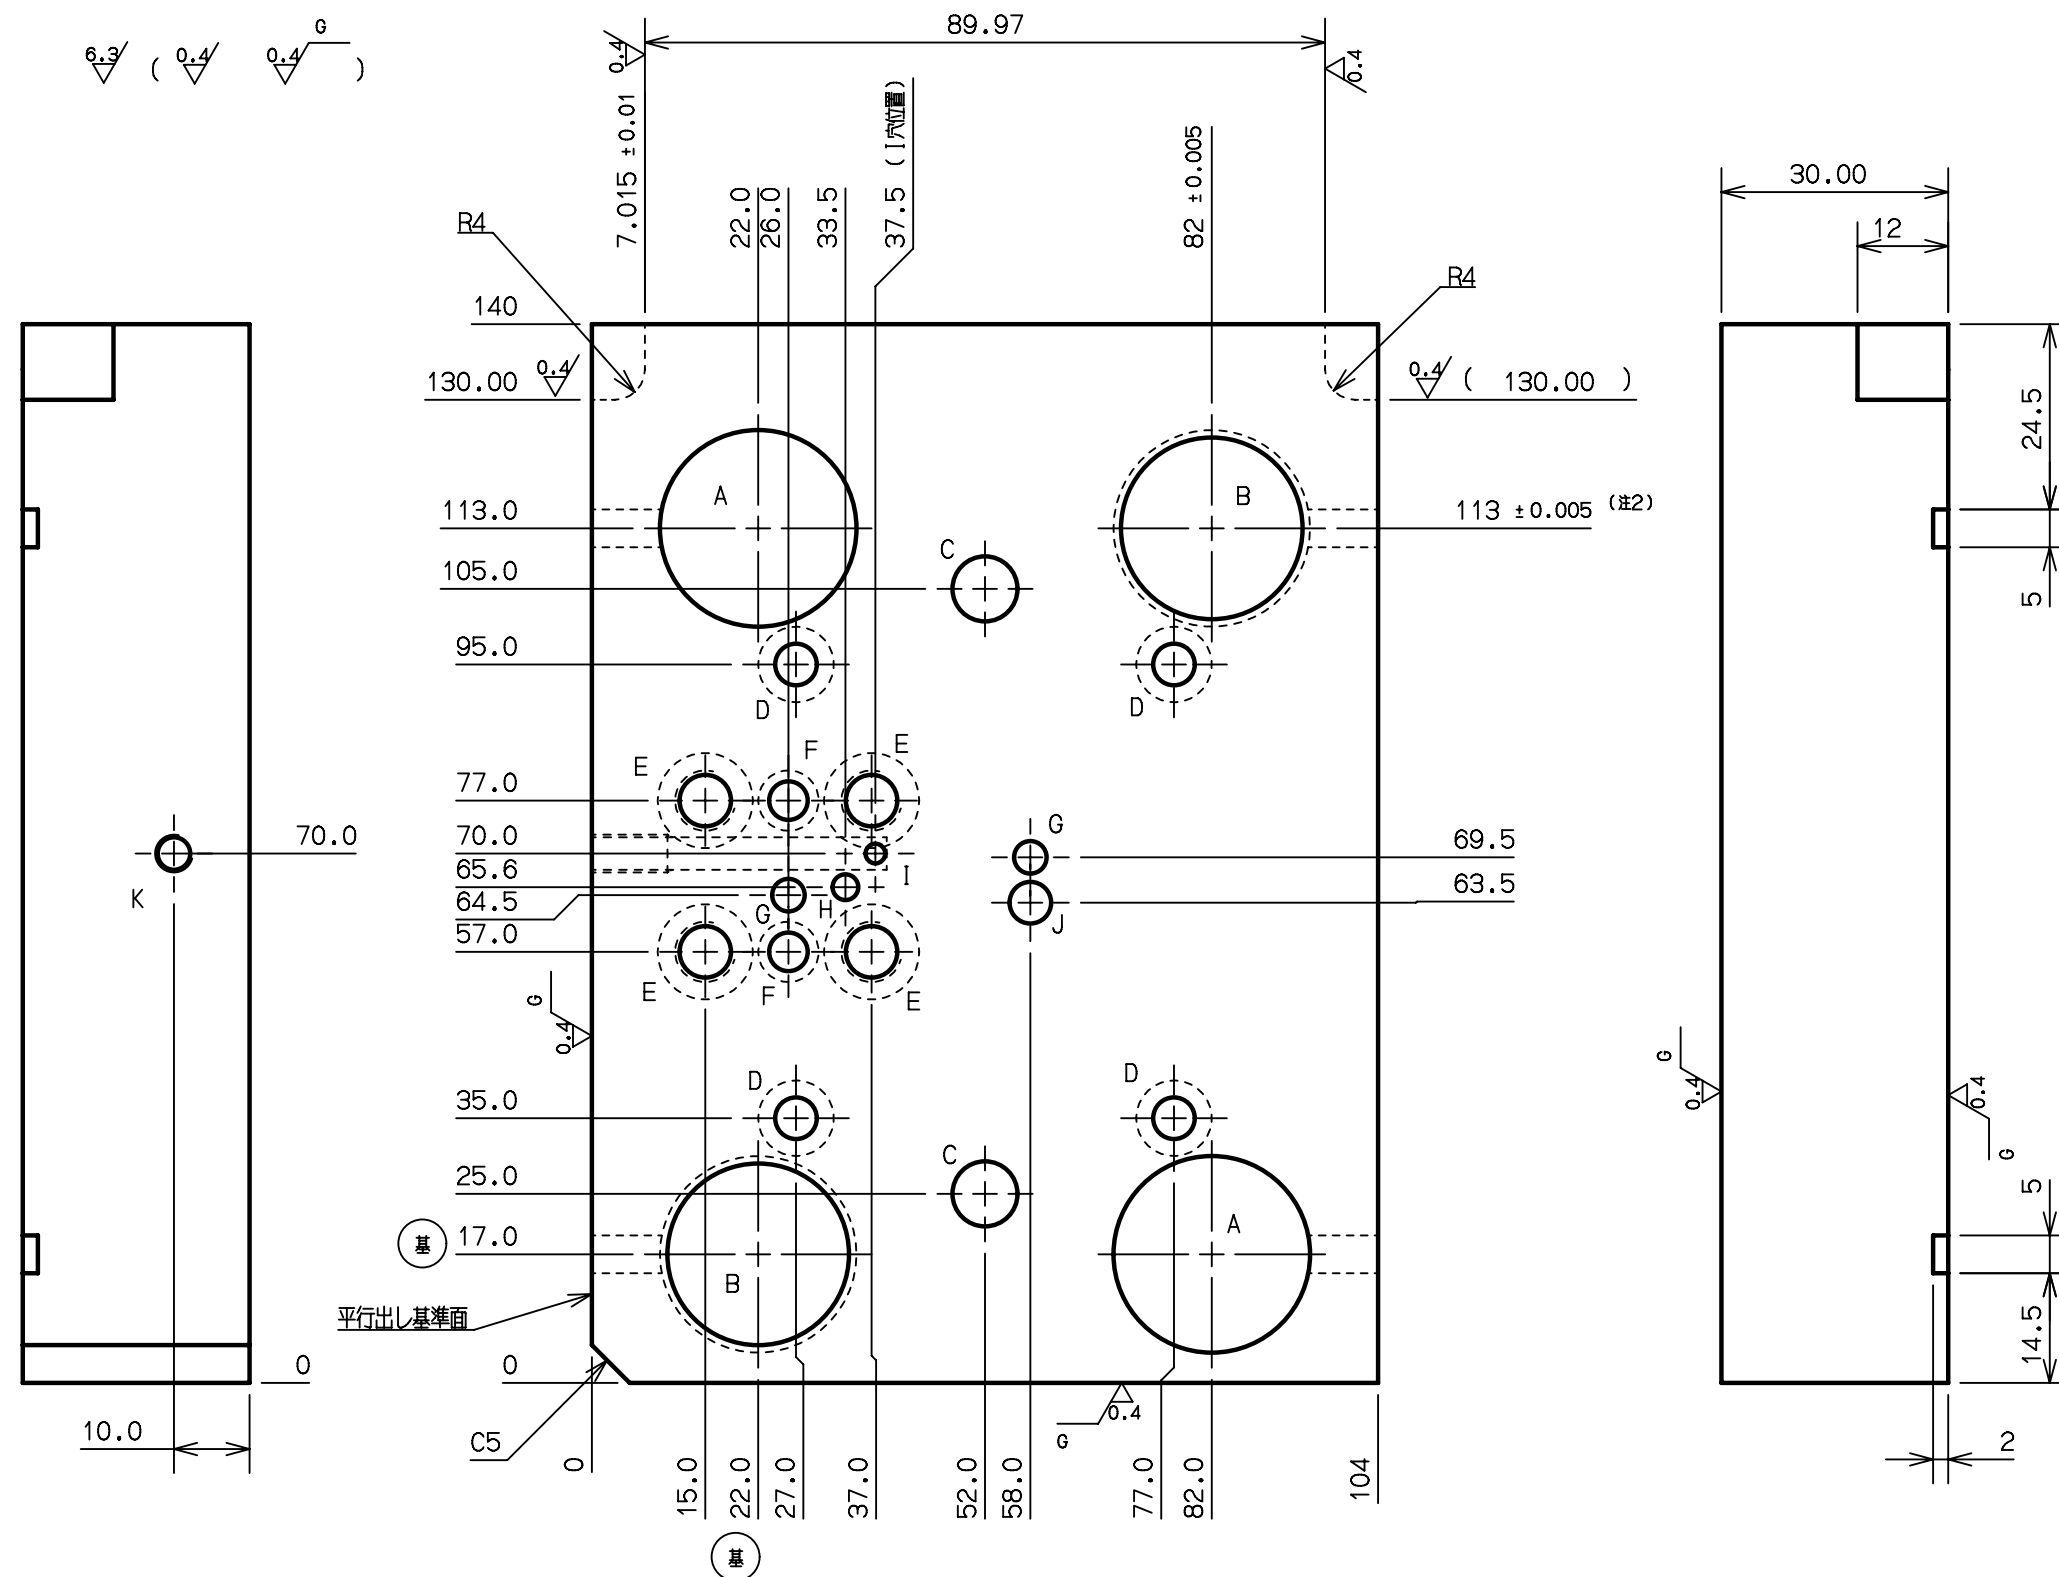 G
6.3 ( 0.4 0.4 )
89.97
0.4
0.4
7.015 ±0.01
22.0
26.0
33.5
37.5 (I穴位置)
82 ±0.005
30.00
12
R4
R4
140
130.00 0.4
0.4 ( 130.00 )
24.5
A
B
113.0
113 ±0.005 (注2)
C
105.0
5
95.0
D
D
E
F
E
77.0
70.0
70.0
G
69.5
65.6
I
K
64.5
G
H
63.5
J
57.0
E
F
E
G
0.4
G
0.4
0.4
G
D
D
35.0
C
25.0
5
基
17.0
A
B
14.5
平行出し基準面
0
0
10.0
C5
0.4
G
2
0
15.0
22.0
27.0
37.0
52.0
58.0
77.0
82.0
104
基